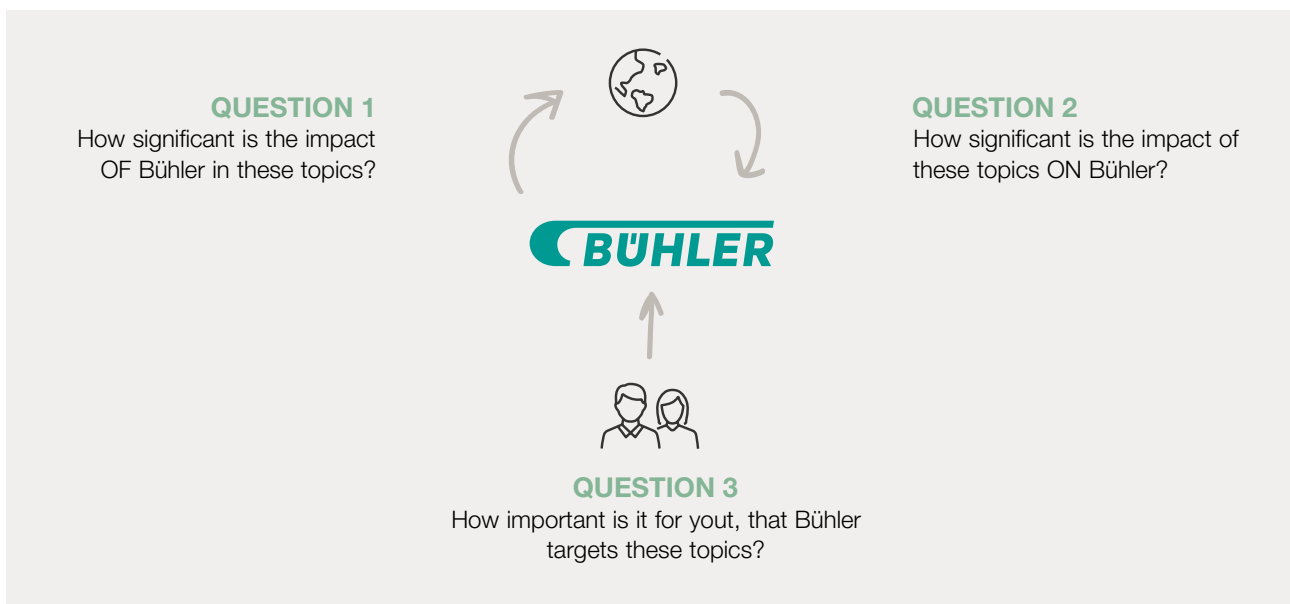 QUESTION 1
How significant is the impact
OF Bühler in these topics?
QUESTION 2
How significant is the impact of
these topics ON Bühler?
BÜHLER
QUESTION 3
How important is it for yout, that Bühler
targets these topics?